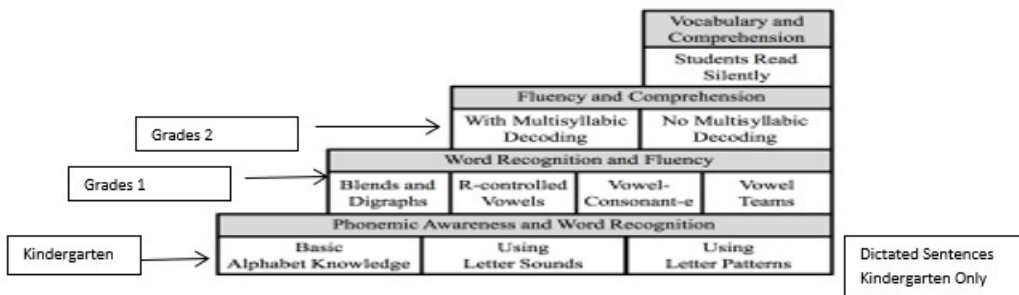 Vocabulary and
Comprehension
Students Read
Silently
Fluency and Comprehension
Grades 2
With Multisyllabic
Decoding
No Multisyllabic
Decoding
Word Recognition and Fluency
Grades 1
Blends and
Digraphs
R-controlled
Vowels
Vowel-
Consonant-e
Vowel
Teams
Phonemic Awareness and Word Recognition
Kindergarten
Basic
Alphabet Knowledge
Using
Letter Sounds
Using
Letter Patterns
Dictated Sentences
Kindergarten Only